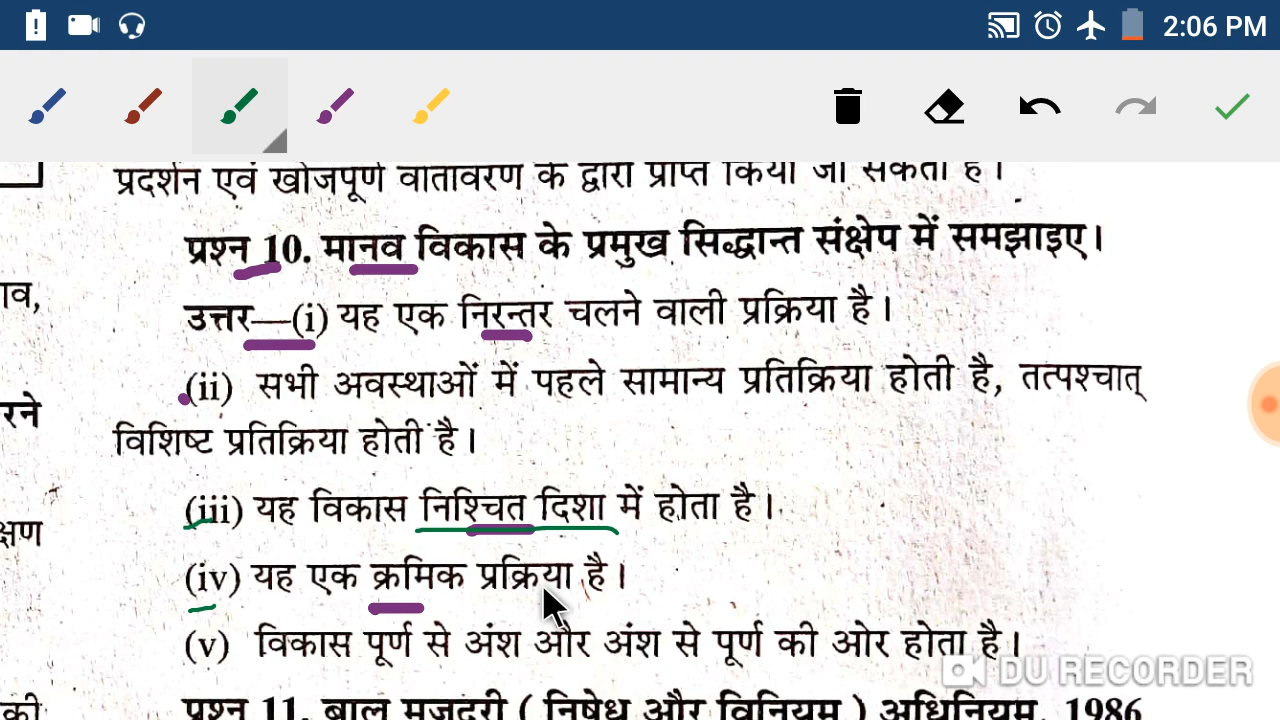 2:06 PM
प्रदर्शन एवं खोजपूर्ण वातावरण के द्वारा प्राप्त किया जा सकता है।
प्रश्न 10. मानव विकास के प्रमुख सिद्धान्त संक्षेप में समझाइए।
ाव,
उत्तर—(i) यह एक निरन्तर चलने वाली प्रक्रिया है।
(ii) सभी अवस्थाओं में पहले सामान्य प्रतिक्रिया होती है, तत्पश्चात्
रने
विशिष्ट प्रतिक्रिया होती है।
(iii) यह विकास निश्चित दिशा में होता है।
क्षण
(iv) यह एक क्रमिक प्रक्रिया है।
(v) विकास पूर्ण से अंश और अंश से पूर्ण की ओर होता है।
DU RECORDER
की
प्रश्न 11. बाल मजदूरी ( निषेध और विनियम ) अधिनियम, 1986